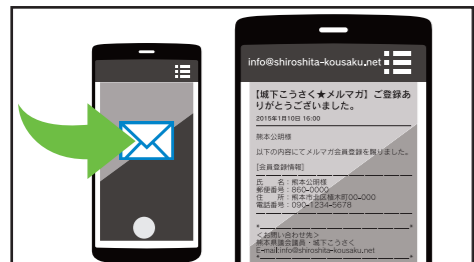 info@shiroshita-kousaku.net
【城下こうさく★メルマガ】ご登録あ
りがとうございました。
2015年1月10日 16:00
熊本公明様
以下の内容にてメルマガ会員登録を賜りました。
[会員登録情報]
氏　名：熊本公明様
郵便番号：860-0000
住　所：熊本市北区植木町00-000
電話番号：090-1234-5678
**
＜お問い合わせ先＞
熊本県議会議員・城下こうさく
E-mail:info@shiroshita-kousaku.net
**